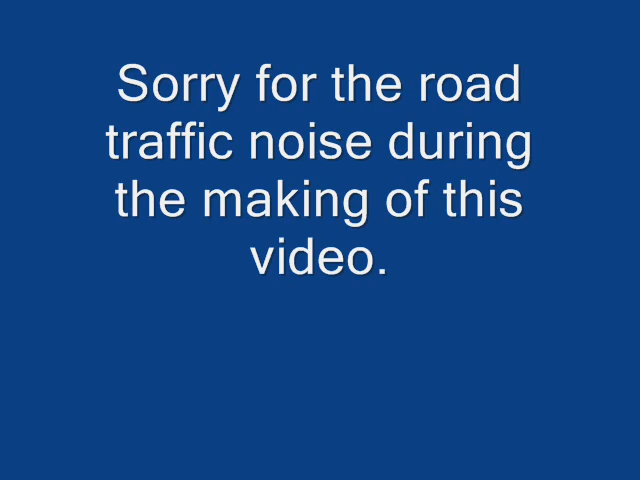 Sorry for the road
traffic noise during
the making of this
video.